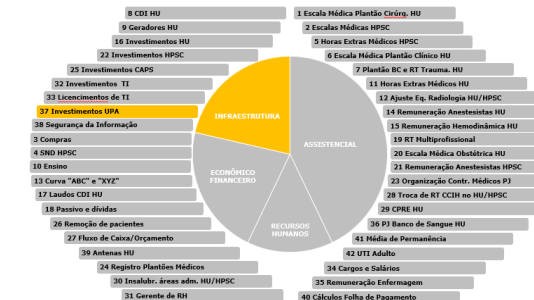 8 CDI HU
9 Geradores HU
16 Investimentos HU
22 Investimentos HPSC
25 Investimentos CAPS
32 Investimentos TI
33 Licencimentos de TI
37 Investimentos UPA
38 Segurança da Informação
3 Compras
4 SND HPSC
10 Ensino
13 Curva "ABC" e "XYZ"
17 Laudos CDI HU
18 Passivo e dívidas
26 Remoção de pacientes
27 Fluxo de Caixa/Orçamento
39 Antenas HU
24 Registro Plantões Médicos
30 Insalubr. áreas adm. HU/HPSC
31 Gerente de RH
INFRAESTRUTURA
ASSISTENCIAL
ECONÔMICO
FINANCEIRO
RECURSOS
HUMANOS
1 Escala Médica Plantão Cirúrg. HU
2 Escalas Médicas HPSC
5 Horas Extras Médicos HPSC
6 Escala Médica Plantão Clínico HU
7 Plantão BC e RT Trauma. HU
11 Horas Extras Médicos HU
12 Ajuste Eq. Radiologia HU/HPSC
14 Remuneração Anestesistas HU
15 Remuneração Hemodinâmica HU
19 RT Multiprofissional
20 Escala Médica Obstétrica HU
21 Remuneração Anestesistas HPSC
23 Organização Contr. Médicos PJ
28 Troca de RT CCIH no HU/HPSC
29 CPRE HU
36 PJ Banco de Sangue HU
41 Média de Permanência
42 UTI Adulto
34 Cargos e Salários
35 Remuneração Enfermagem
40 Cálculos Folha de Pagamento